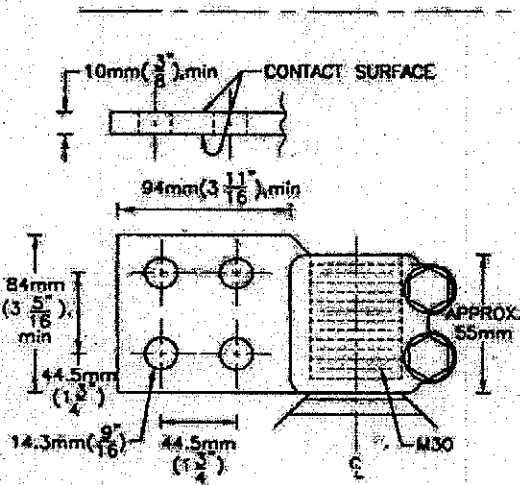 10mm(3/8"),min
CONTACT SURFACE
94mm(3 11/16"),min
84mm
(3 5/16"),
min
APPROX.
55mm
44.5mm
(1 3/4")
14.3mm(9/16")
44.5mm
(1 3/4")
M30
CL